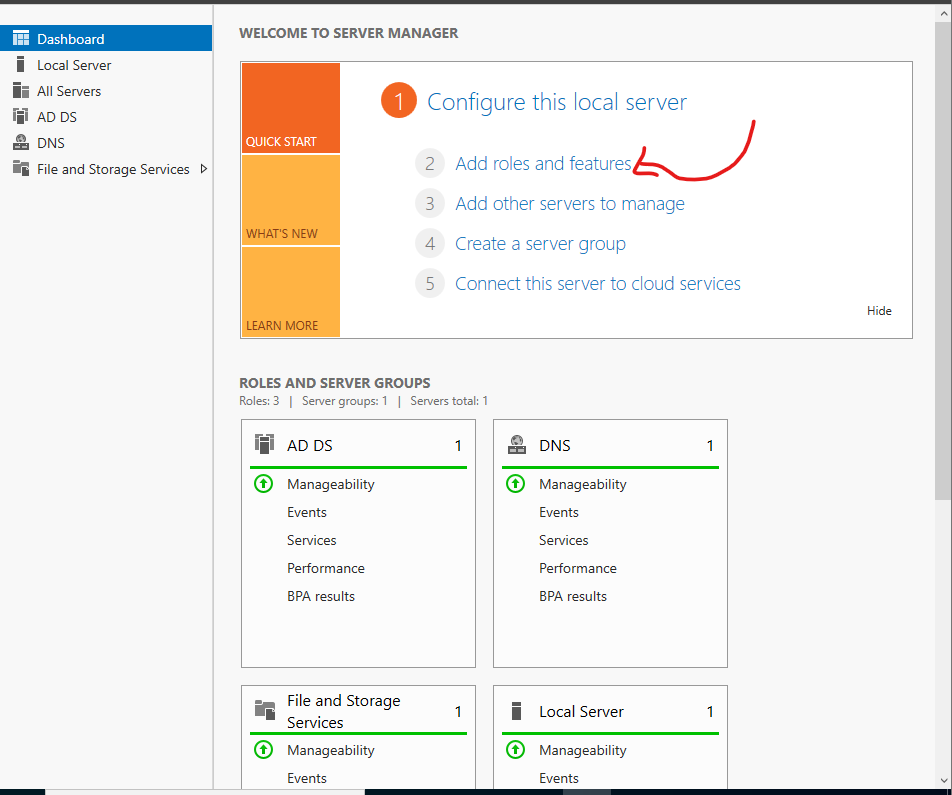 Dashboard
Local Server
All Servers
AD DS
DNS
File and Storage Services
WELCOME TO SERVER MANAGER
QUICK START
WHAT'S NEW
LEARN MORE
1 Configure this local server
2 Add roles and features
3 Add other servers to manage
4 Create a server group
5 Connect this server to cloud services
Hide
ROLES AND SERVER GROUPS
Roles: 3 | Server groups: 1 | Servers total: 1
AD DS 1
Manageability
Events
Services
Performance
BPA results
DNS 1
Manageability
Events
Services
Performance
BPA results
File and Storage
Services 1
Manageability
Events
Local Server 1
Manageability
Events